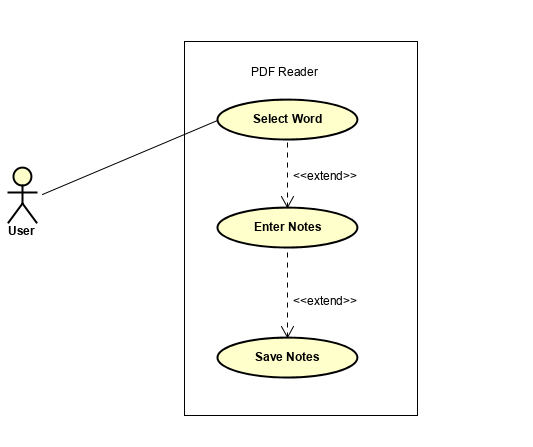 PDF Reader
Select Word
<<extend>>
User
Enter Notes
<<extend>>
Save Notes